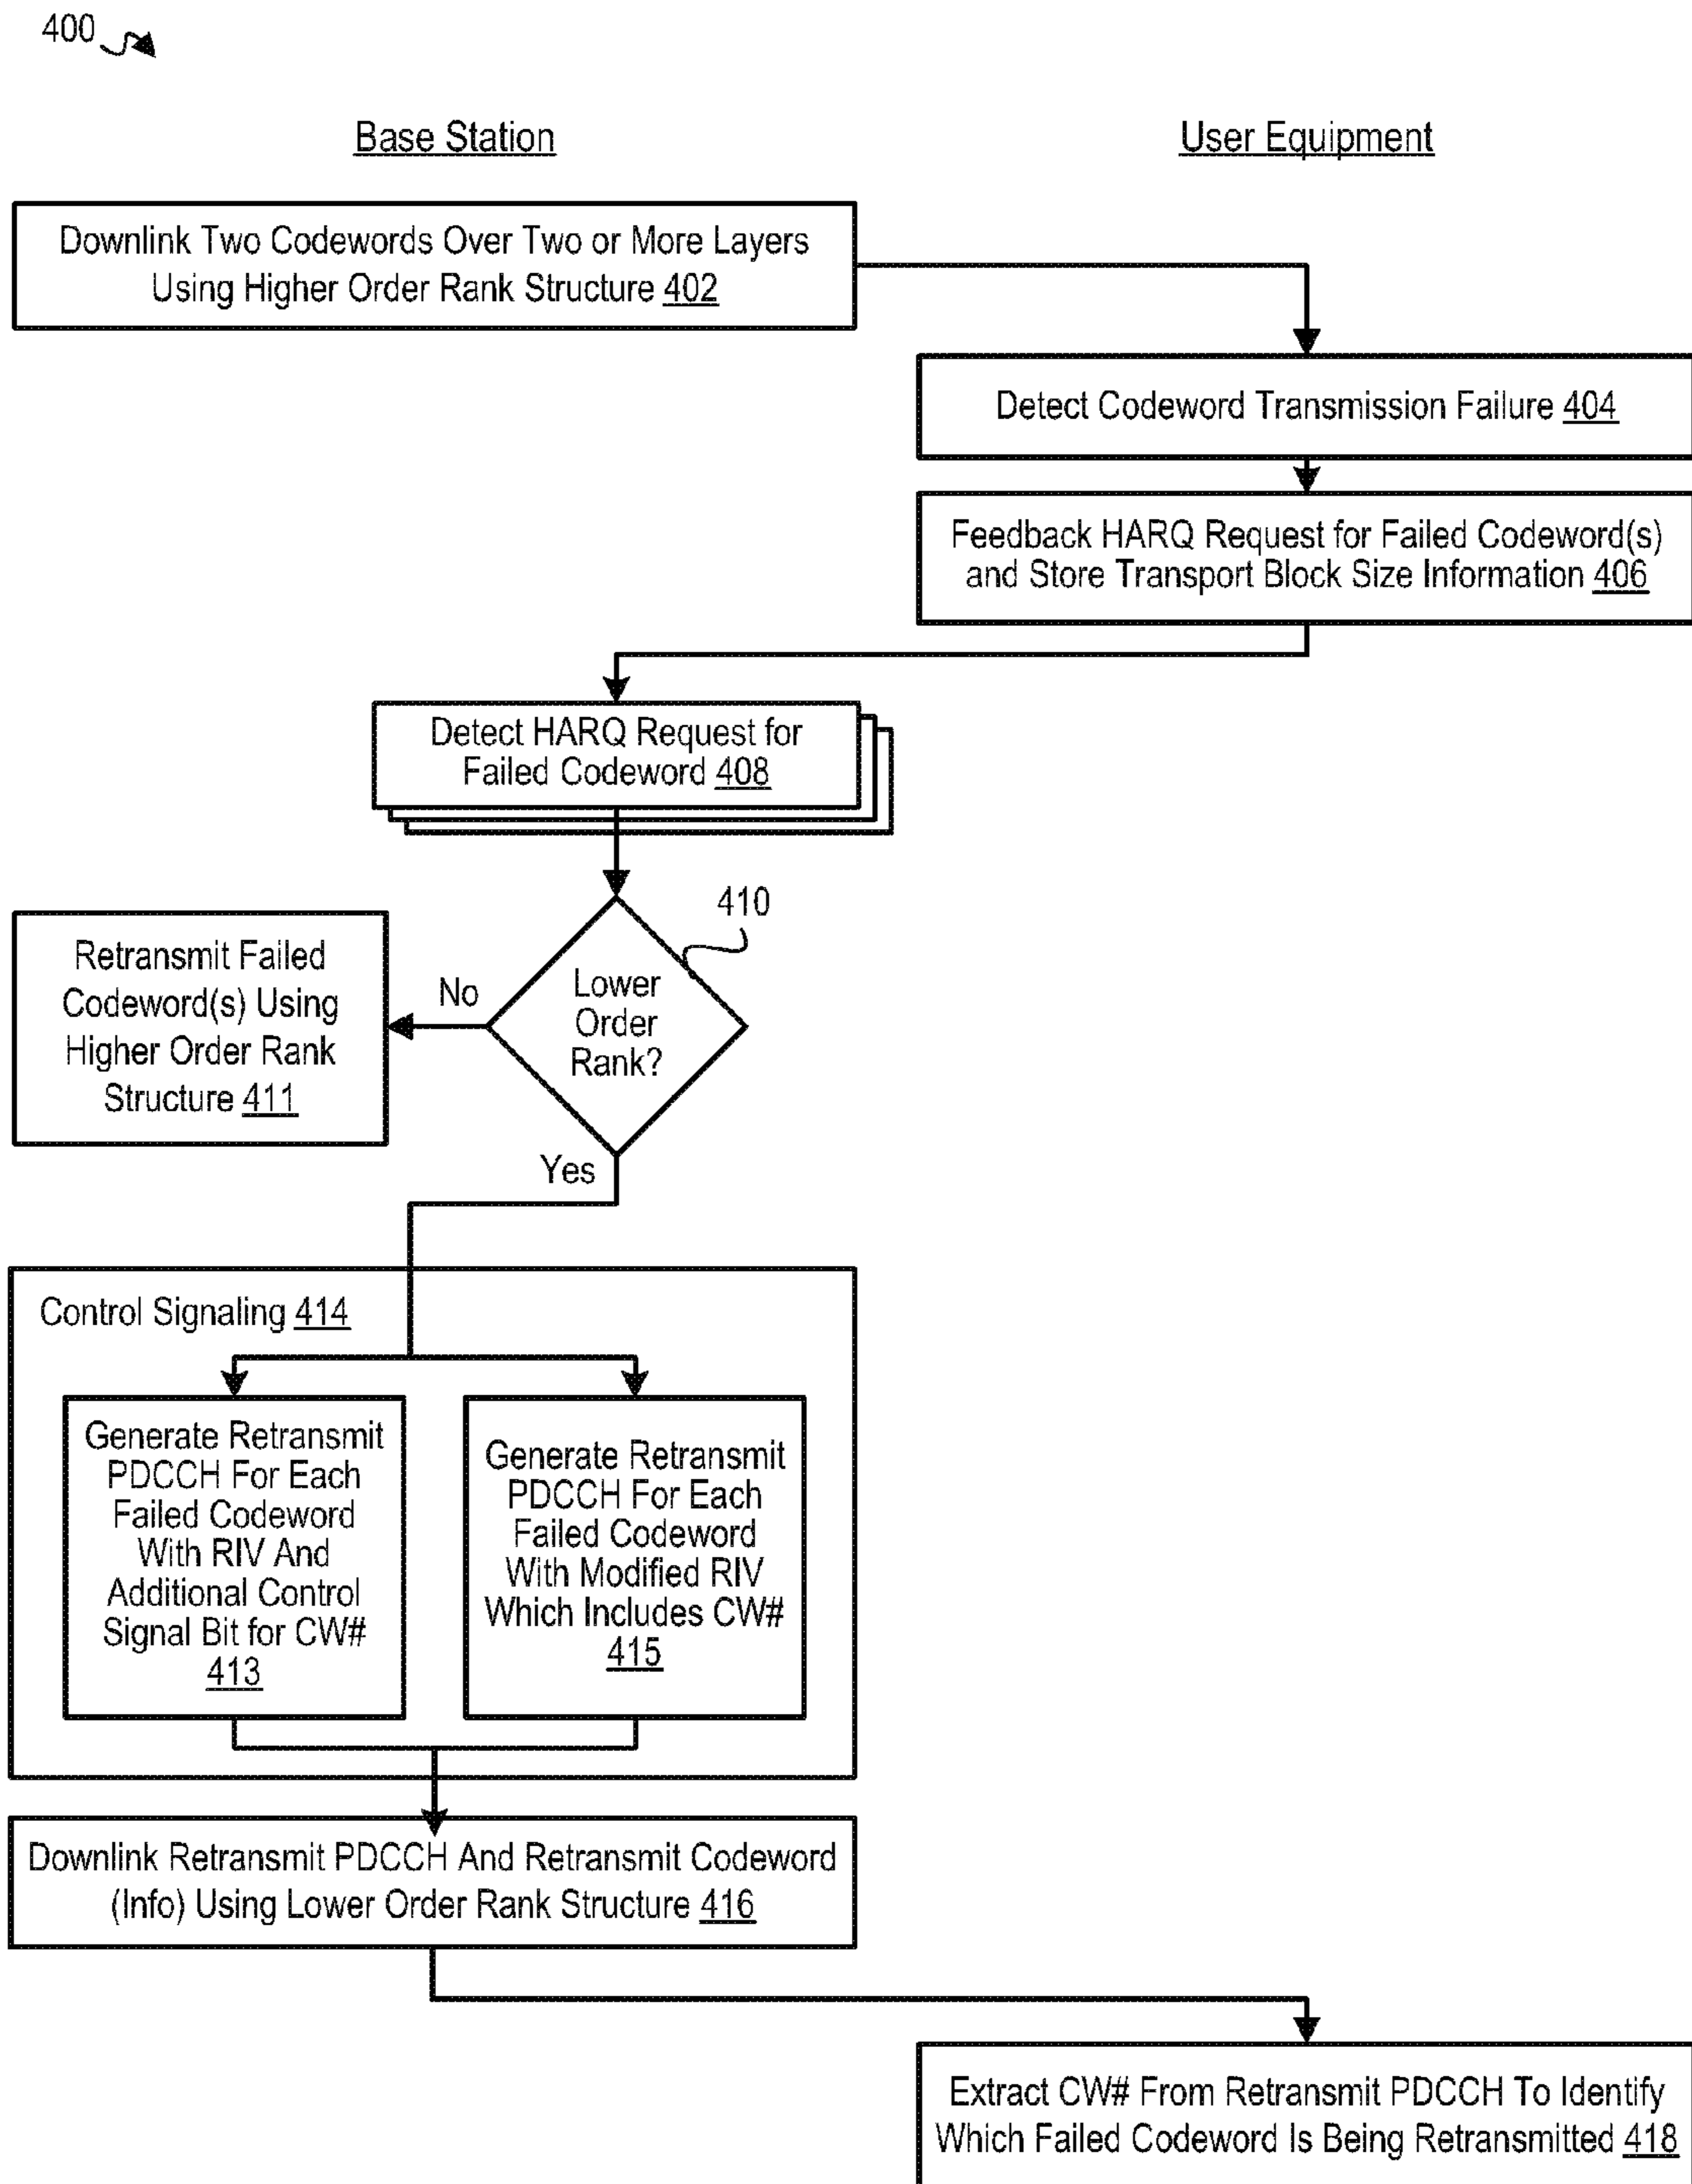 400
Base Station
User Equipment
Downlink Two Codewords Over Two or More Layers
Using Higher Order Rank Structure 402
Detect Codeword Transmission Failure 404
Feedback HARQ Request for Failed Codeword(s)
and Store Transport Block Size Information 406
Detect HARQ Request for
Failed Codeword 408
410
Lower
Order
Rank?
No
Retransmit Failed
Codeword(s) Using
Higher Order Rank
Structure 411
Yes
Control Signaling 414
Generate Retransmit
PDCCH For Each
Failed Codeword
With RIV And
Additional Control
Signal Bit for CW#
413
Generate Retransmit
PDCCH For Each
Failed Codeword
With Modified RIV
Which Includes CW#
415
Downlink Retransmit PDCCH And Retransmit Codeword
(Info) Using Lower Order Rank Structure 416
Extract CW# From Retransmit PDCCH To Identify
Which Failed Codeword Is Being Retransmitted 418